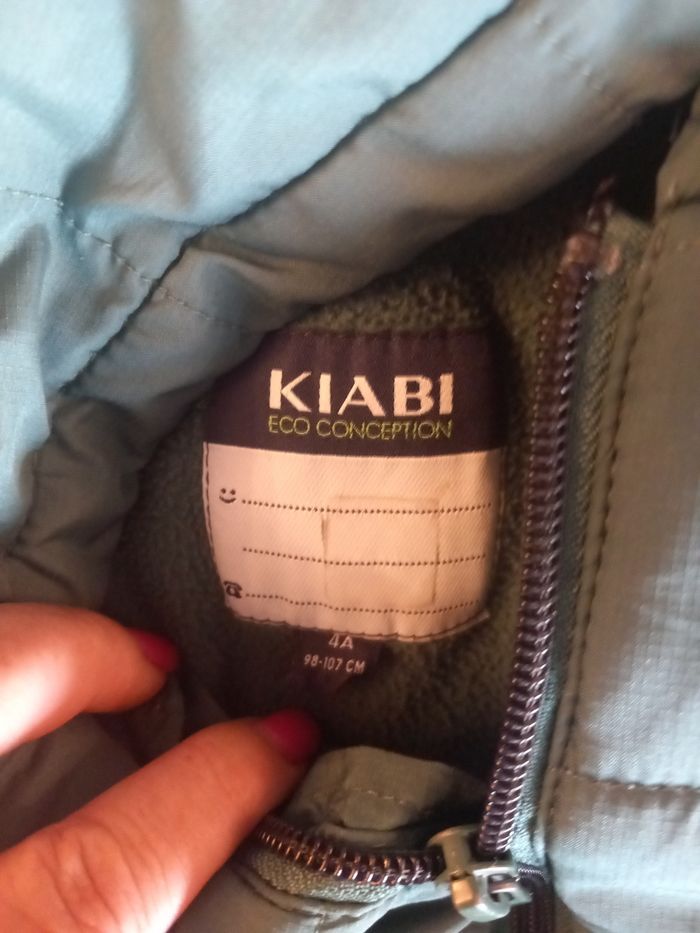 KIABI
ECO CONCEPTION
4A
98-107 CM